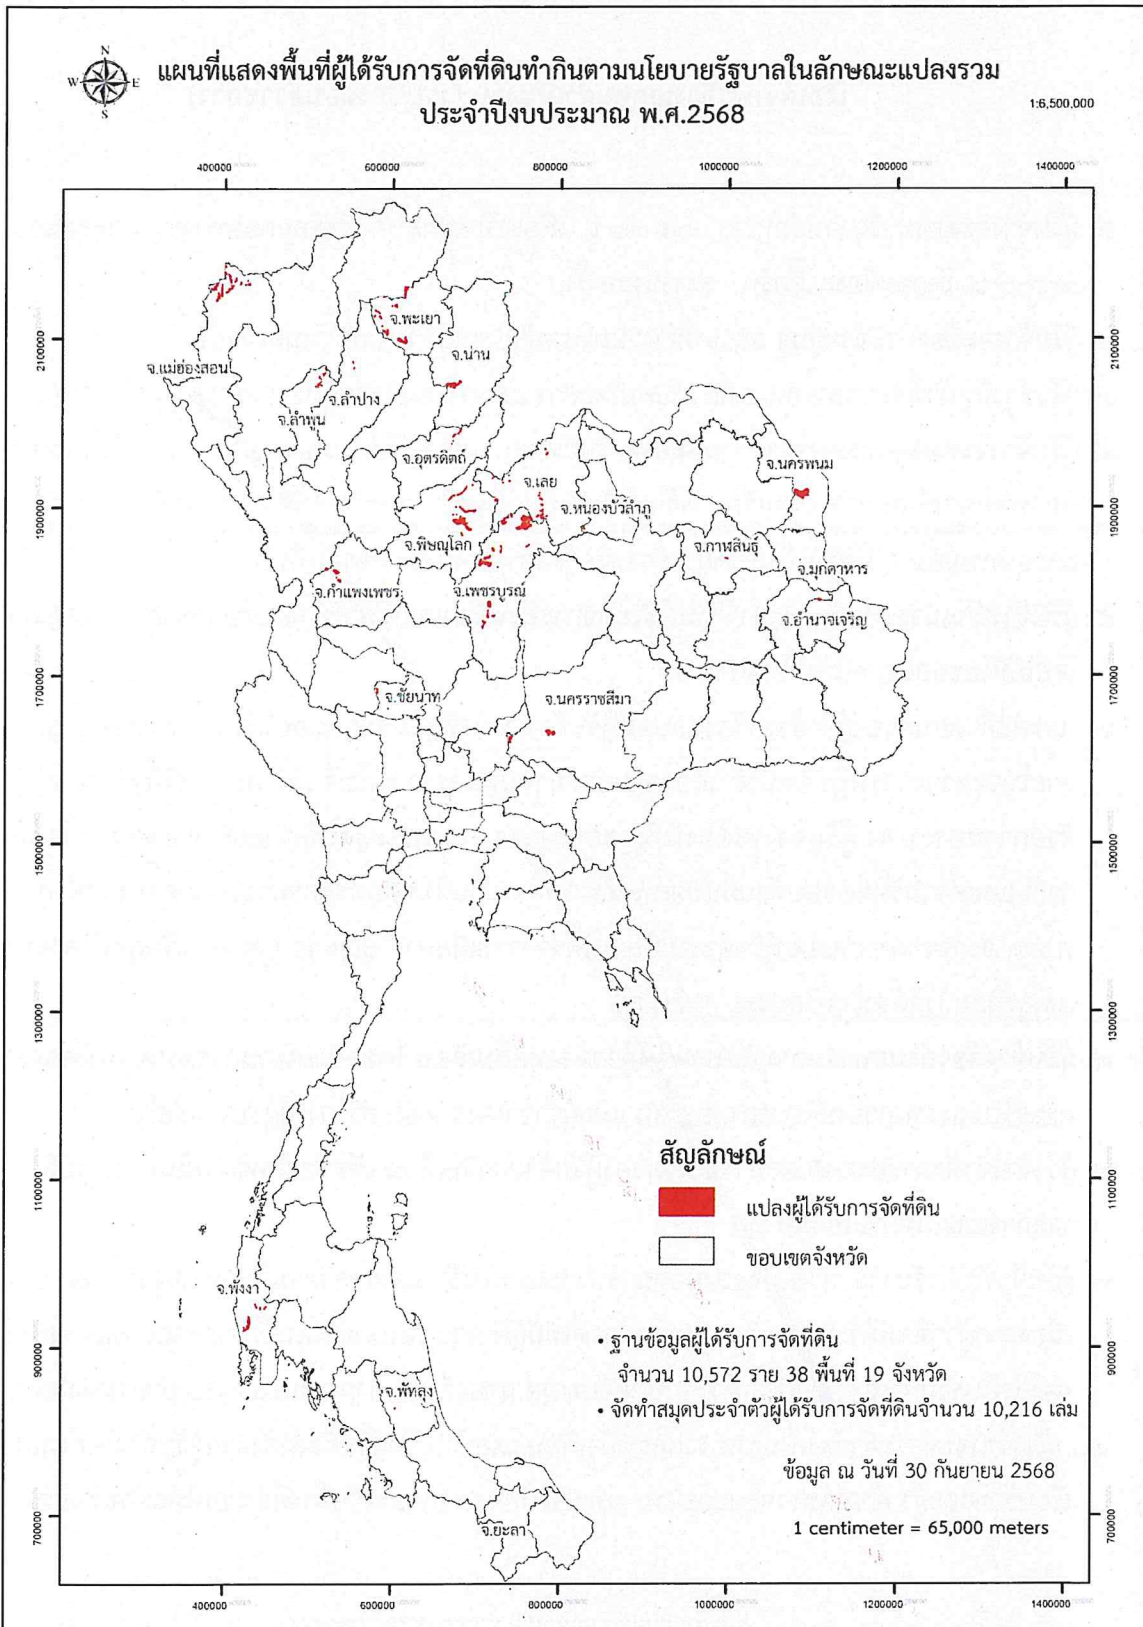 N
W E
S
แผนที่แสดงพื้นที่ผู้ได้รับการจัดที่ดินทำกินตามนโยบายรัฐบาลในลักษณะแปลงรวม
ประจำปีงบประมาณ พ.ศ.2568
1:6,500,000
400000 600000 800000 1000000 1200000 1400000
2100000 2100000
1900000 1900000
1700000 1700000
1500000 1500000
1300000 1300000
1100000 1100000
900000 900000
700000 700000
จ.พะเยา
จ.น่าน
จ.แม่ฮ่องสอน
จ.ลำปาง
จ.ลำพูน
จ.อุตรดิตถ์
จ.นครพนม
จ.เลย
จ.หนองบัวลำภู
จ.พิษณุโลก
จ.กาฬสินธุ์
จ.มุกดาหาร
จ.กำแพงเพชร
จ.เพชรบูรณ์
จ.อำนาจเจริญ
จ.ชัยนาท
จ.นครราชสีมา
จ.พังงา
จ.พัทลุง
จ.ยะลา
สัญลักษณ์
แปลงผู้ได้รับการจัดที่ดิน
ขอบเขตจังหวัด
• ฐานข้อมูลผู้ได้รับการจัดที่ดิน
จำนวน 10,572 ราย 38 พื้นที่ 19 จังหวัด
• จัดทำสมุดประจำตัวผู้ได้รับการจัดที่ดินจำนวน 10,216 เล่ม
ข้อมูล ณ วันที่ 30 กันยายน 2568
1 centimeter = 65,000 meters
400000 600000 800000 1000000 1200000 1400000